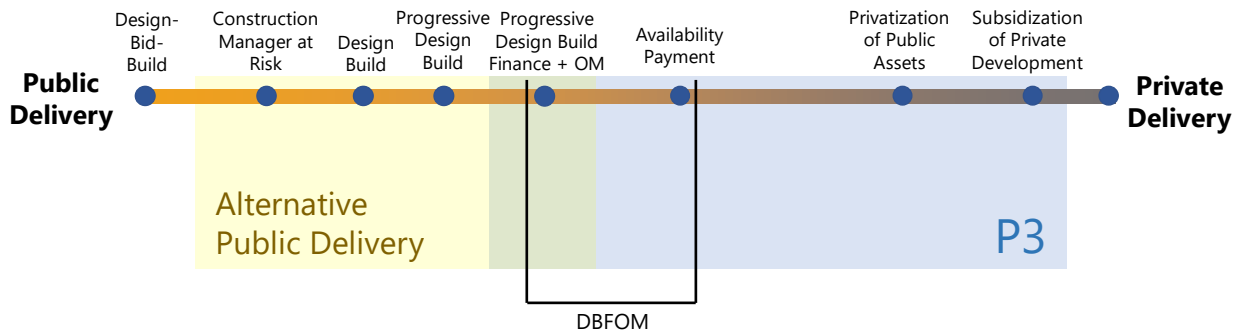 Public
Delivery
Design-
Bid-
Build
Construction
Manager at
Risk
Design
Build
Progressive
Design
Build
Progressive
Design Build
Finance + OM
Availability
Payment
Privatization
of Public
Assets
Subsidization
of Private
Development
Private
Delivery
Alternative
Public Delivery
P3
DBFOM